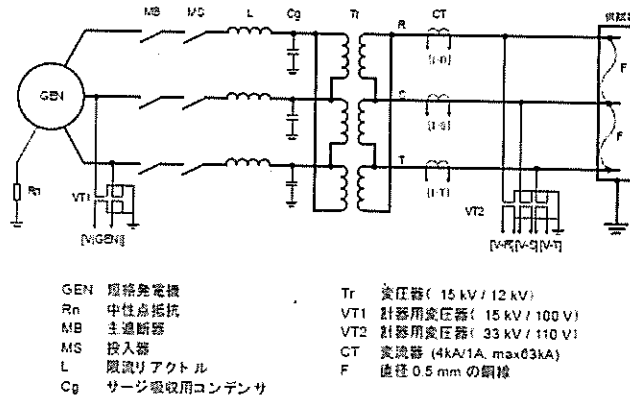 MB MS L Cg Tr R CT
GEN
F
F
T
Rn
VT1
[V(GEN)]
[I-T]
VT2
[V-R][V-S][V-T]
GEN 短絡発電機
Rn 中性点抵抗
MB 主遮断器
MS 投入器
L 限流リアクトル
Cg サージ吸収用コンデンサ
Tr 変圧器( 15 kV / 12 kV)
VT1 計器用変圧器( 15 kV / 100 V)
VT2 計器用変圧器( 33 kV / 110 V)
CT 変流器 (4kA/1A, max63kA)
F 直径 0.5 mm の銅線